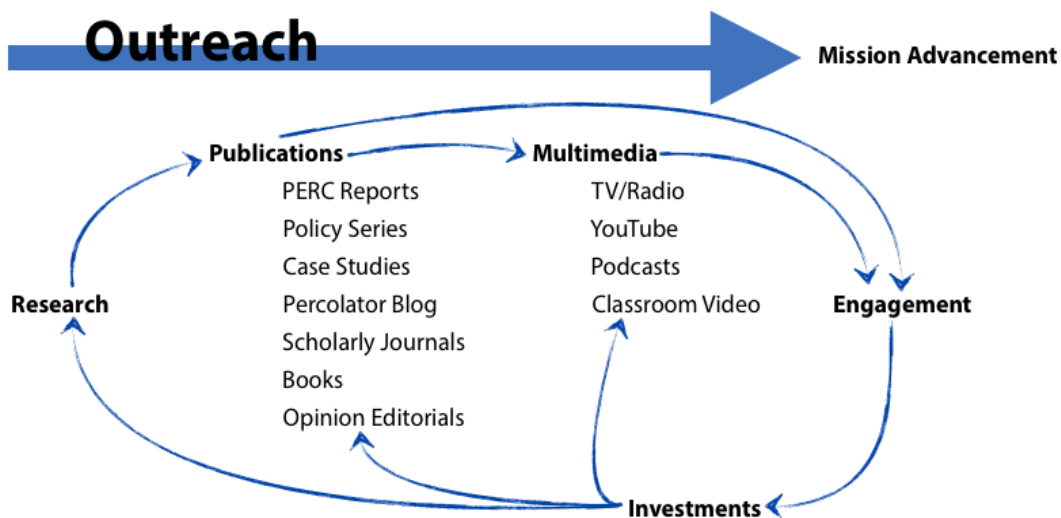 Outreach
Mission Advancement
Publications
PERC Reports
Policy Series
Case Studies
Percolator Blog
Scholarly Journals
Books
Opinion Editorials
Multimedia
TV/Radio
YouTube
Podcasts
Classroom Video
Research
Engagement
Investments